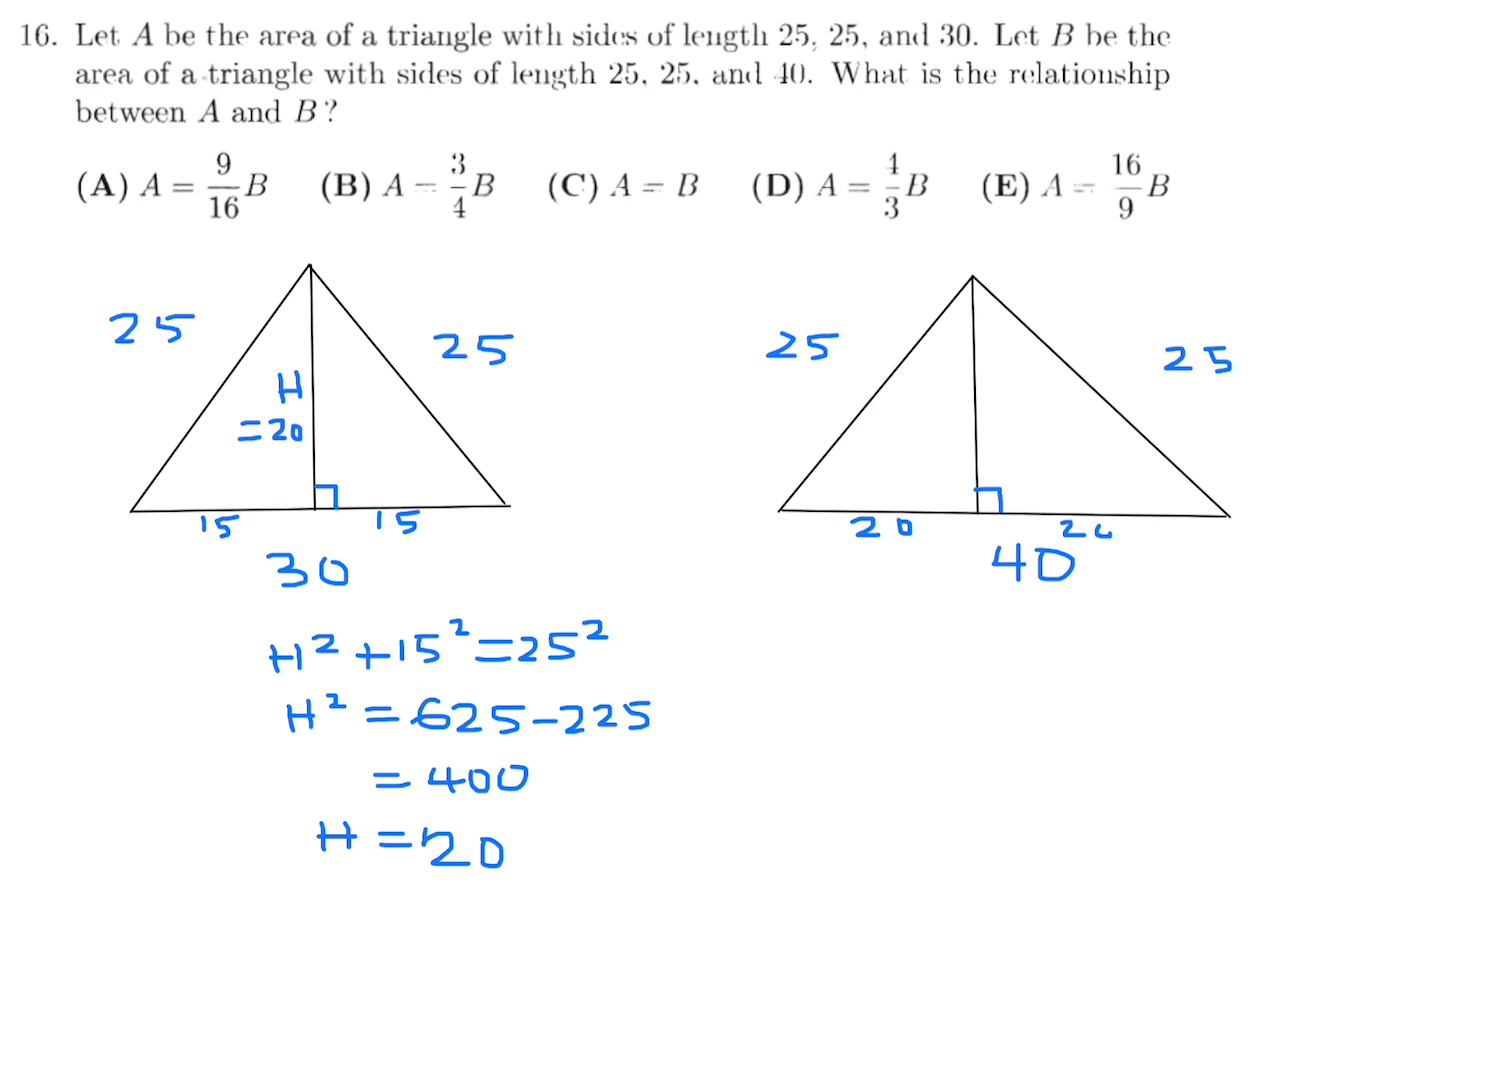 16. Let A be the area of a triangle with sides of length 25, 25, and 30. Let B be the
area of a triangle with sides of length 25, 25, and 40. What is the relationship
between A and B?
(A) A = 9/16 B (B) A = 3/4 B (C) A = B (D) A = 4/3 B (E) A = 16/9 B
25
25
H
=20
15
15
30
25
25
20
20
40
H² + 15² = 25²
H² = 625 - 225
= 400
H = 20